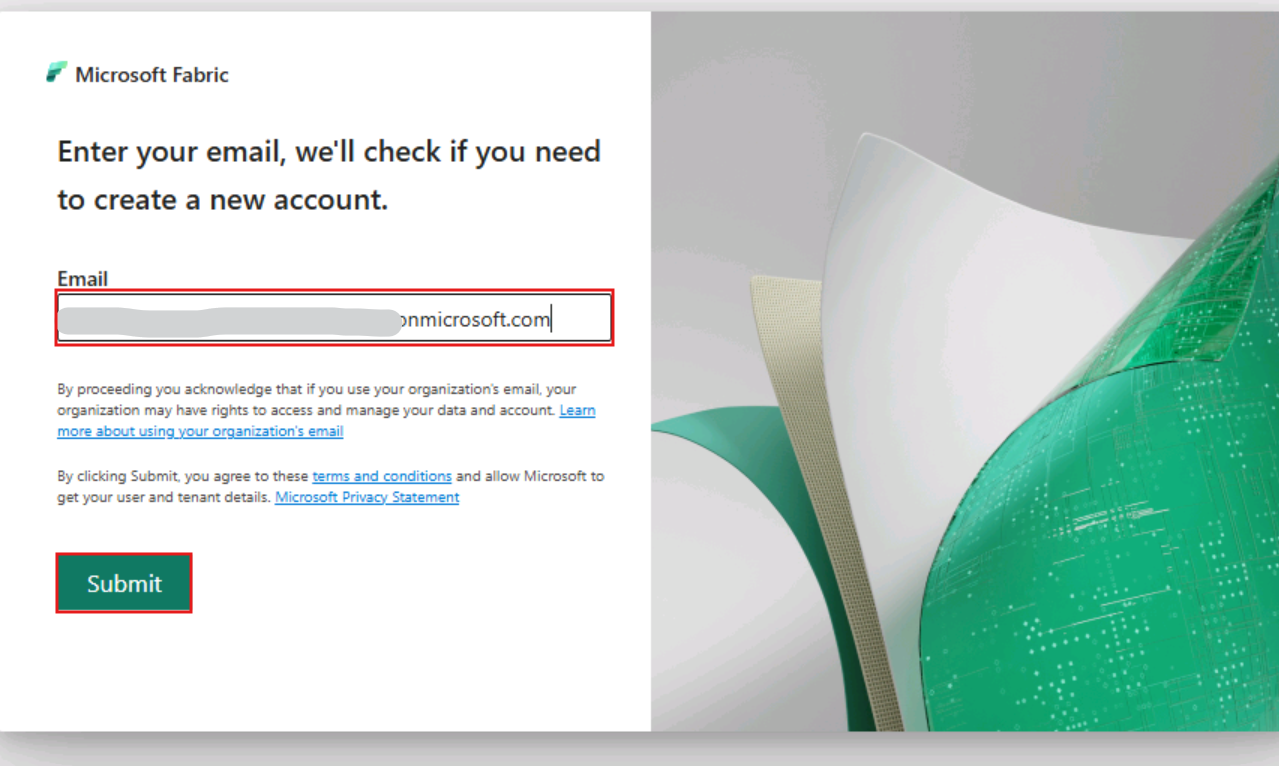 Microsoft Fabric
Enter your email, we'll check if you need
to create a new account.
Email
onmicrosoft.com
By proceeding you acknowledge that if you use your organization's email, your
organization may have rights to access and manage your data and account. Learn
more about using your organization's email
By clicking Submit, you agree to these terms and conditions and allow Microsoft to
get your user and tenant details. Microsoft Privacy Statement
Submit